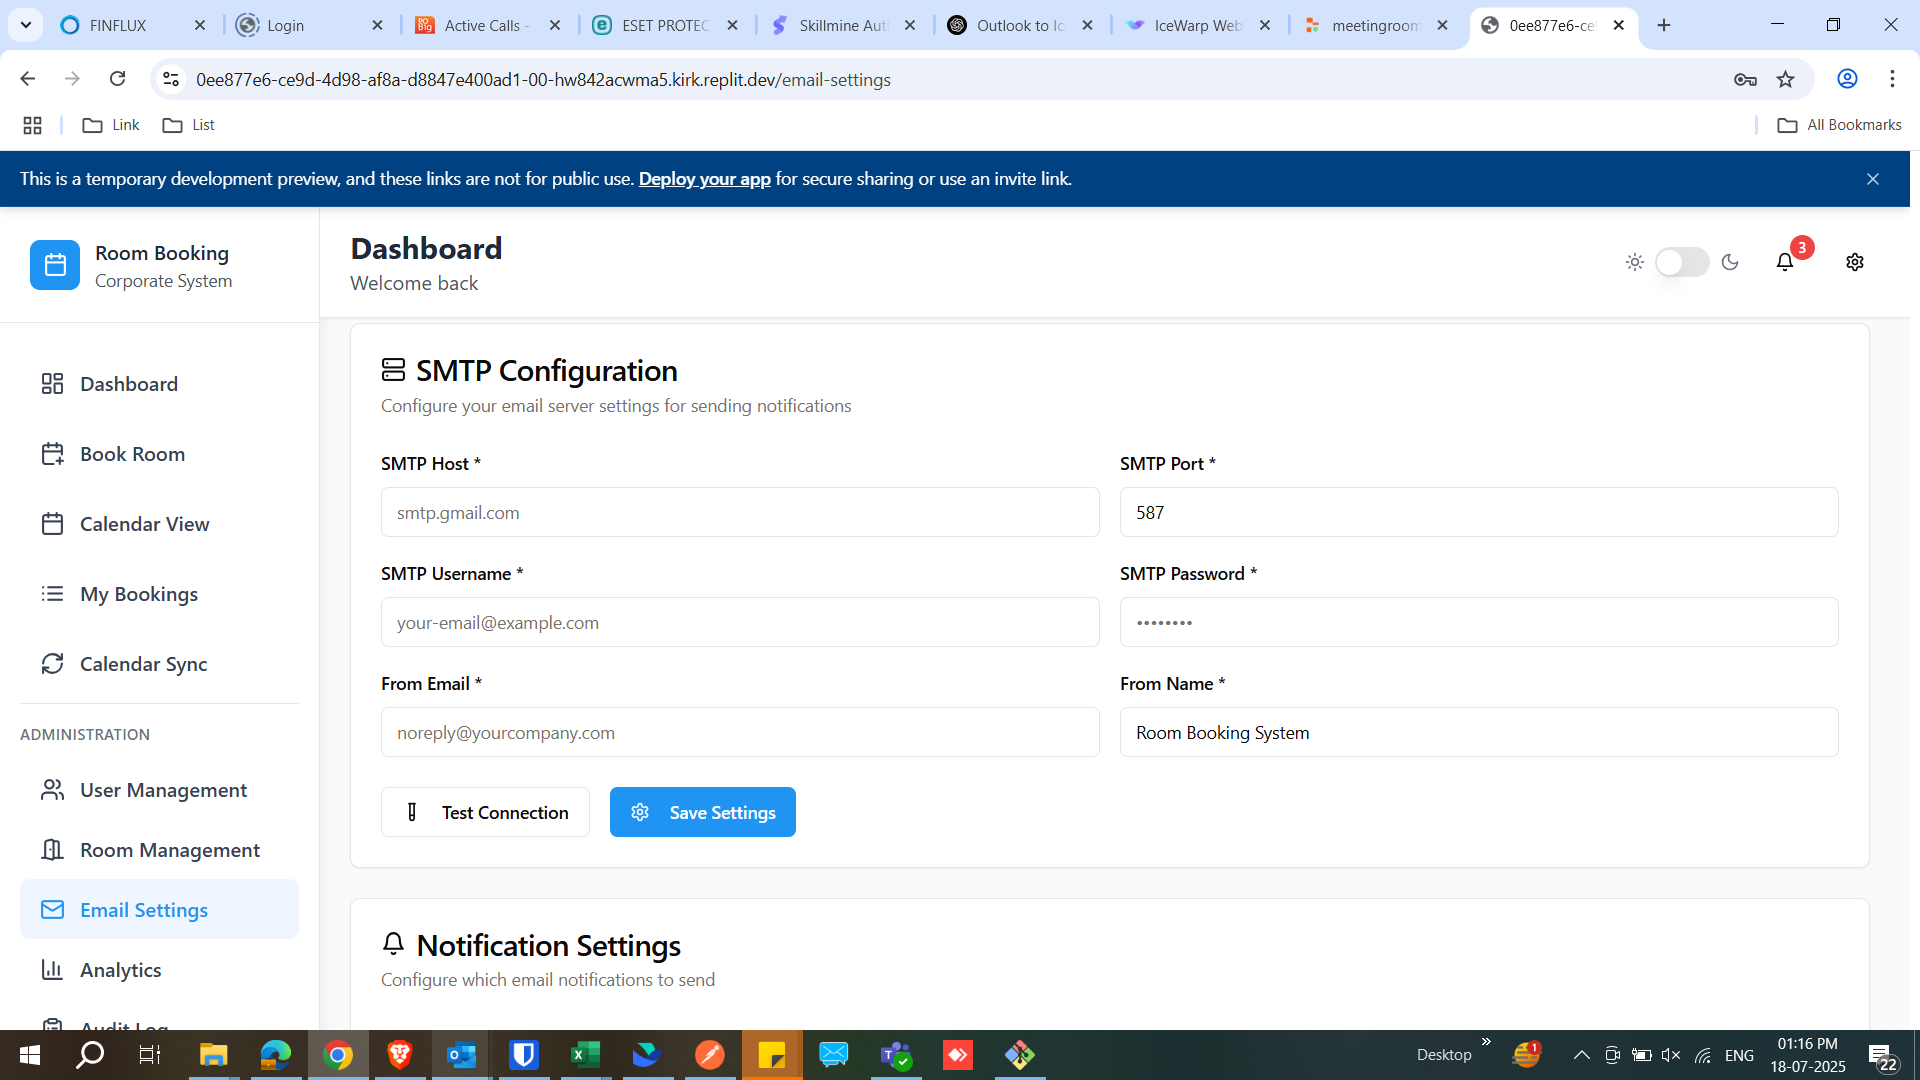 FINFLUX
Login
Active Calls -
ESET PROTEC
Skillmine Aut
Outlook to Ice
IceWarp Web
meetingroom
0ee877e6-ce9
0ee877e6-ce9d-4d98-af8a-d8847e400ad1-00-hw842acwma5.kirk.replit.dev/email-settings
Link
List
All Bookmarks
This is a temporary development preview, and these links are not for public use. Deploy your app for secure sharing or use an invite link.
Room Booking
Corporate System
Dashboard
Welcome back
3
Dashboard
Book Room
Calendar View
My Bookings
Calendar Sync
ADMINISTRATION
User Management
Room Management
Email Settings
Analytics
Audit Log
SMTP Configuration
Configure your email server settings for sending notifications
SMTP Host *
smtp.gmail.com
SMTP Port *
587
SMTP Username *
your-email@example.com
SMTP Password *
••••••••
From Email *
noreply@yourcompany.com
From Name *
Room Booking System
Test Connection
Save Settings
Notification Settings
Configure which email notifications to send
Desktop
1
ENG
01:16 PM
18-07-2025
22